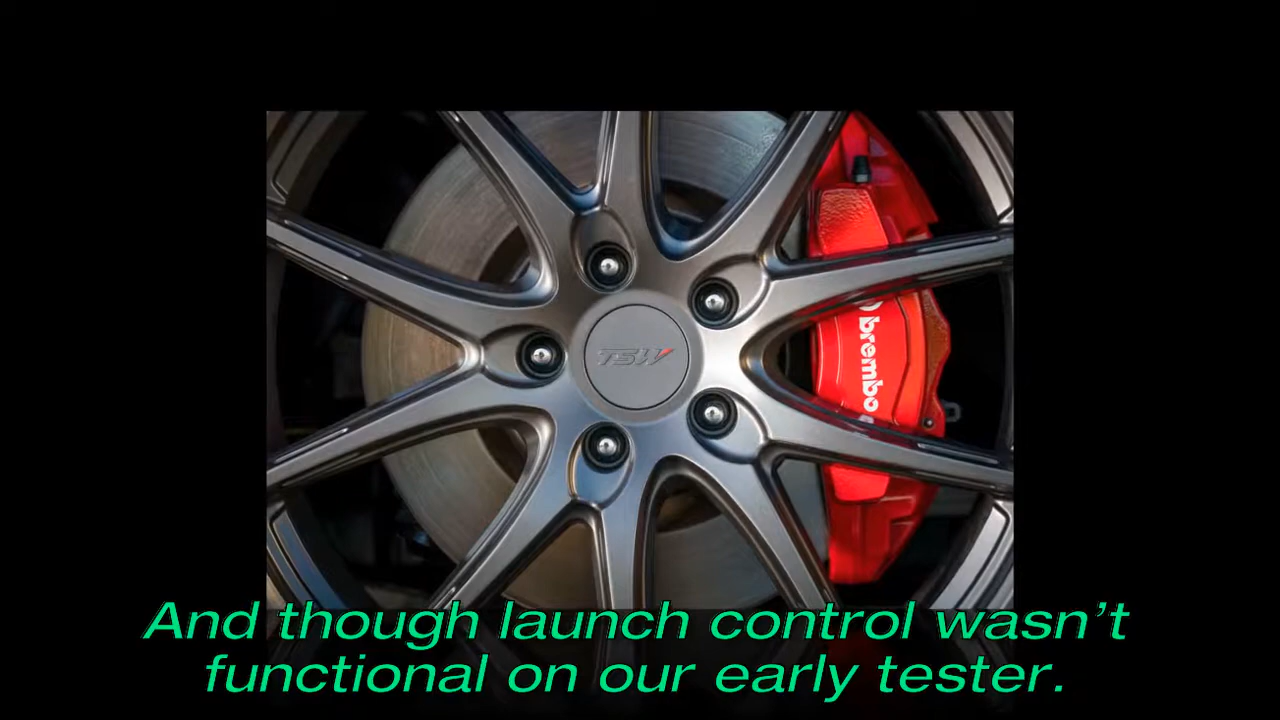 TSW
brembo
And though launch control wasn’t
functional on our early tester.